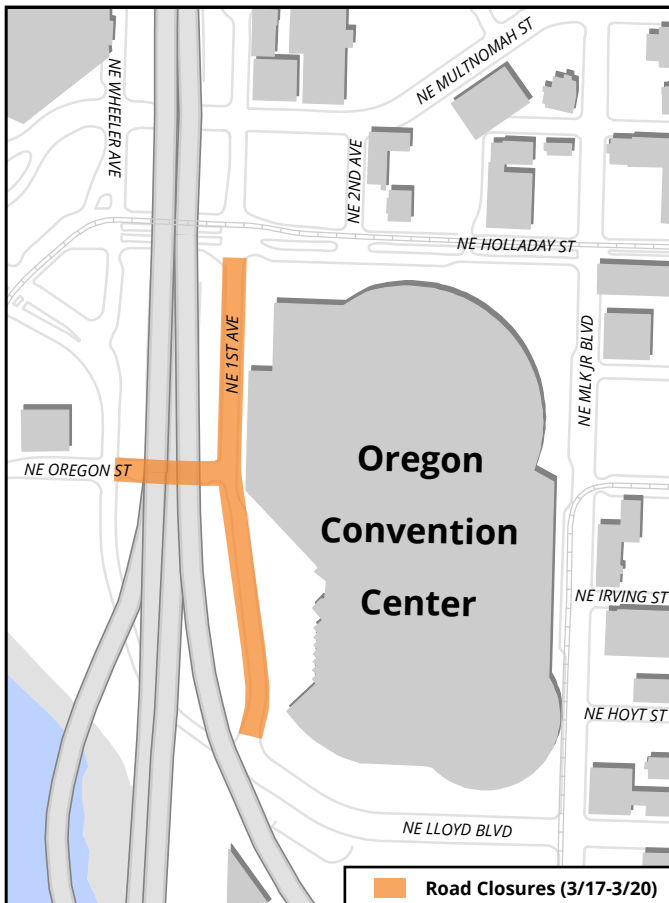 NE MULTNOMAH ST
NE WHEELER AVE
NE 2ND AVE
NE HOLLADAY ST
NE 1ST AVE
NE MLK JR BLVD
NE OREGON ST
Oregon
Convention
Center
NE IRVING ST
NE HOYT ST
NE LLOYD BLVD
Road Closures (3/17-3/20)